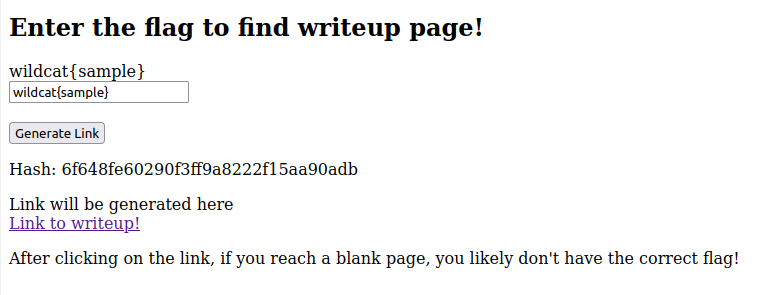 Enter the flag to find writeup page!
wildcat{sample}
wildcat{sample}
Generate Link
Hash: 6f648fe60290f3ff9a8222f15aa90adb
Link will be generated here
Link to writeup!
After clicking on the link, if you reach a blank page, you likely don't have the correct flag!